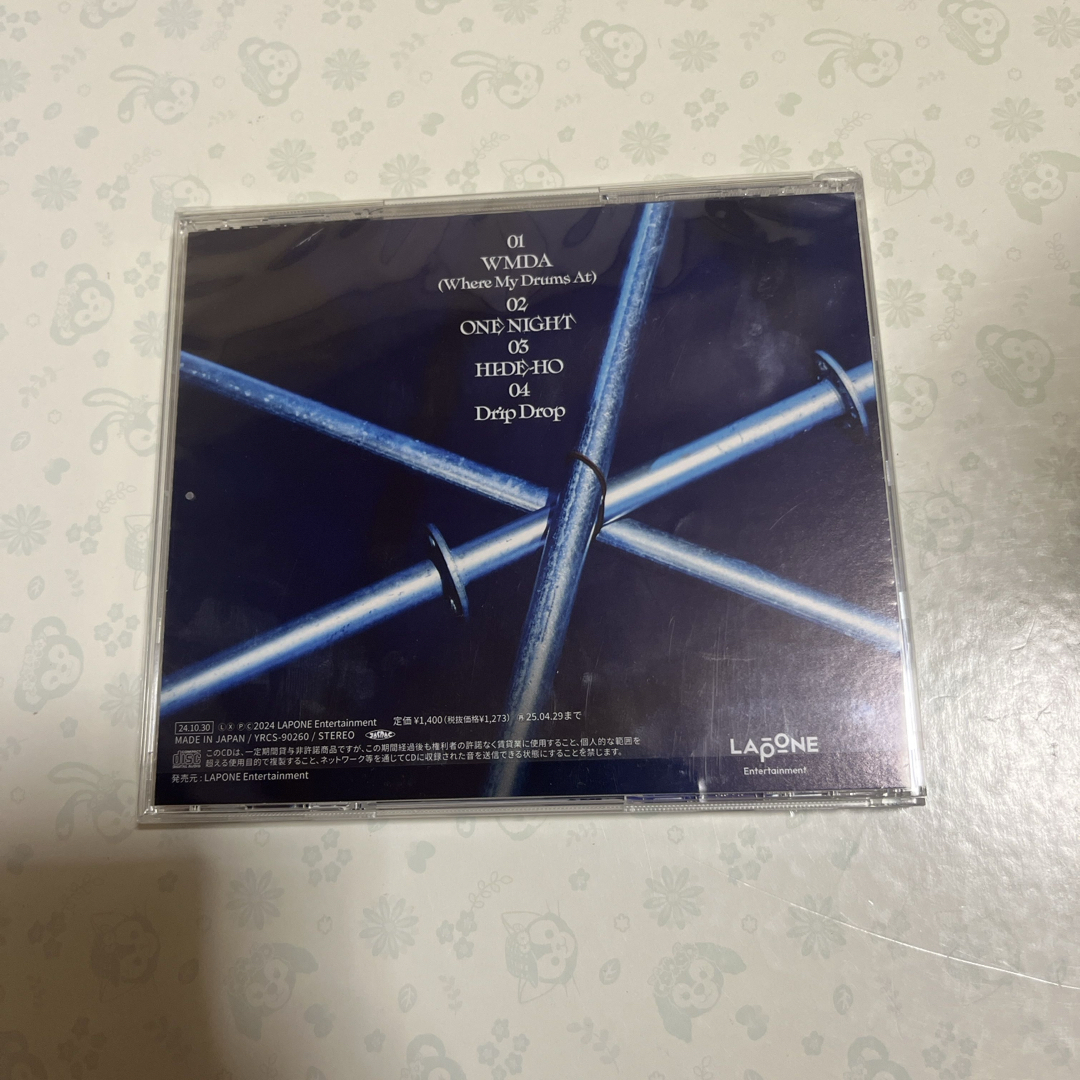 01
WMDA
(Where My Drums At)
02
ONE NIGHT
03
HI-DE-HO
04
Drip Drop
24.10.30 Ⓛ Ⓧ Ⓟ Ⓒ 2024 LAPONE Entertainment 定価 ¥1,400(税抜価格¥1,273) 再 25.04.29まで
MADE IN JAPAN / YRCS-90260 / STEREO
disc このCDは、一定期間貸与非許諾商品ですが、この期間経過後も権利者の許諾なく賃貸業に使用すること、個人的な範囲を
超える使用目的で複製すること、ネットワーク等を通じてCDに収録された音を送信できる状態にすることを禁じます。
発売元 : LAPONE Entertainment
LAPONE
Entertainment